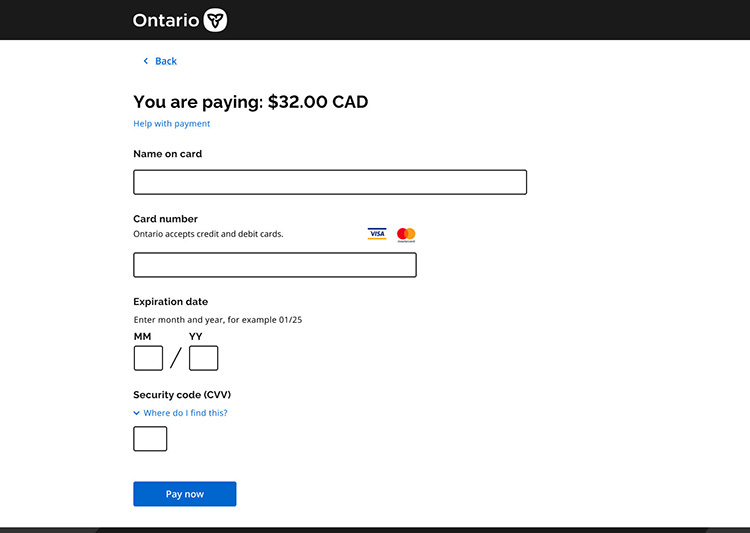 Ontario
Back
You are paying: $32.00 CAD
Help with payment
Name on card
Card number
Ontario accepts credit and debit cards.
VISA
mastercard
Expiration date
Enter month and year, for example 01/25
MM YY
/
Security code (CVV)
Where do I find this?
Pay now